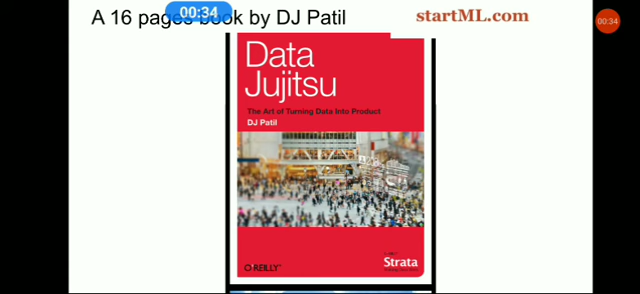 A 16 pages book by DJ Patil
00:34
startML.com
00:34
Data
Jujitsu
The Art of Turning Data Into Product
DJ Patil
O'REILLY
Strata